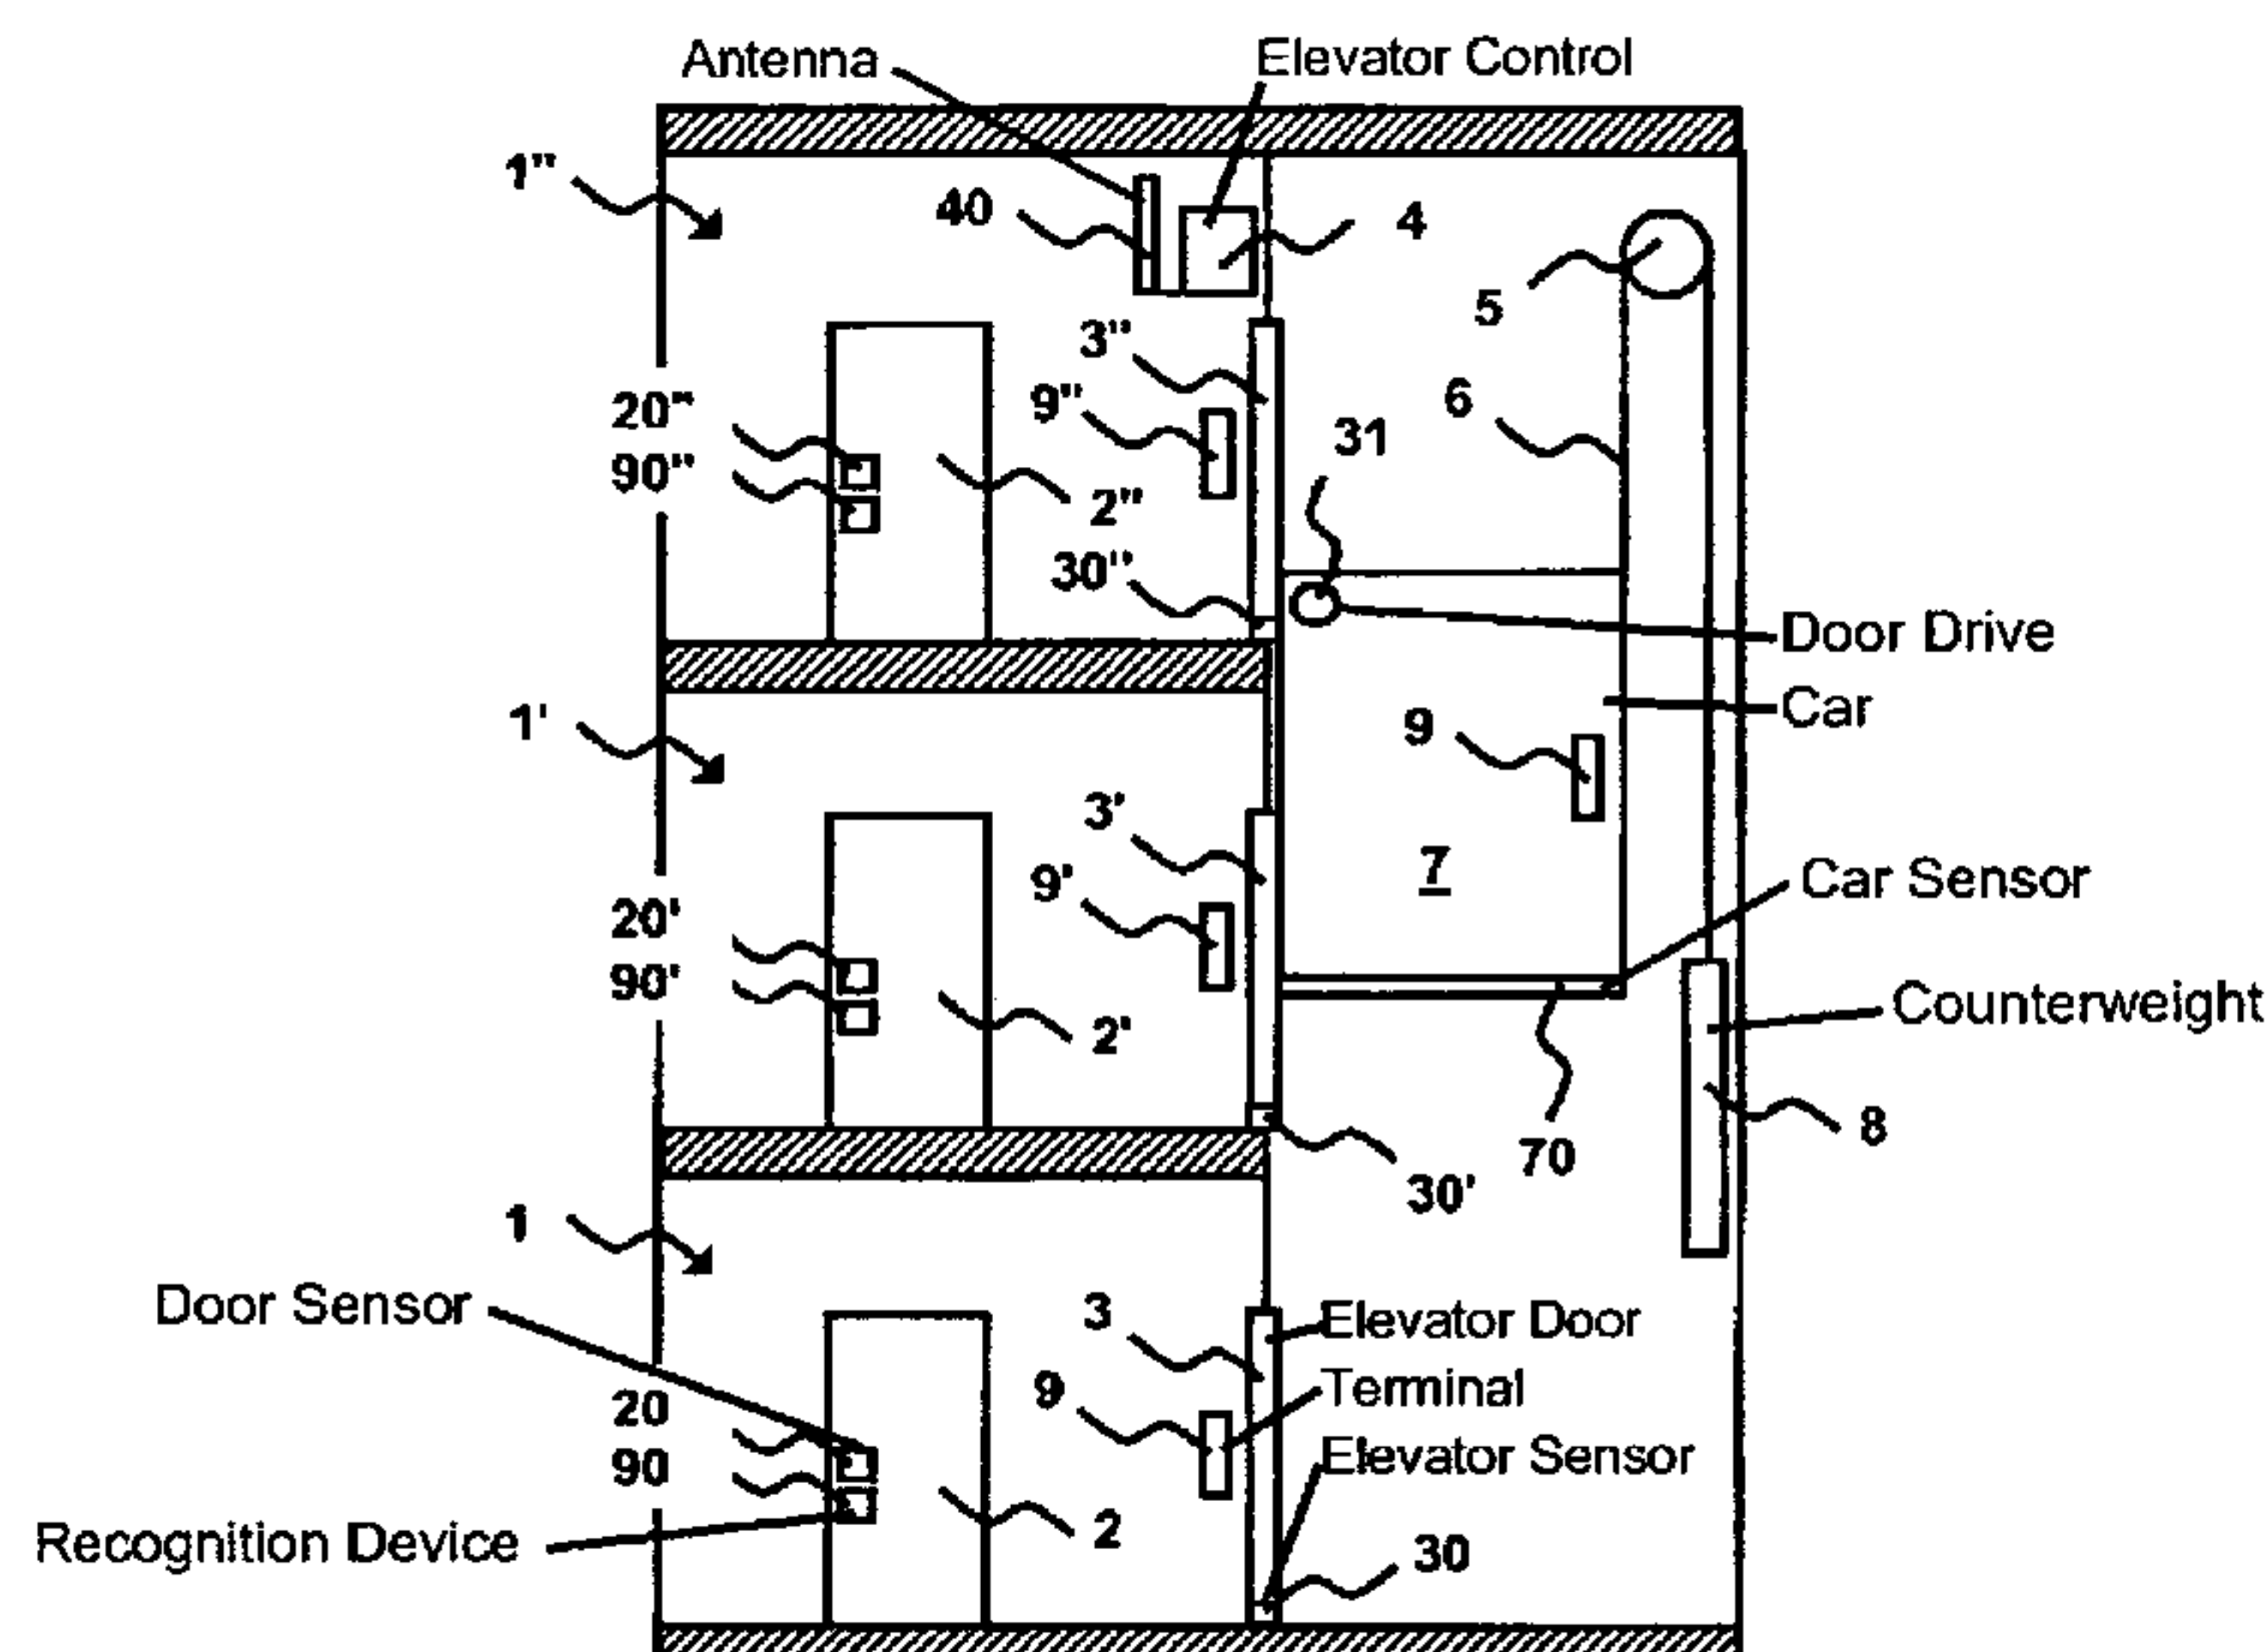 Antenna
Elevator Control
1"
40
4
5
3"
9"
6
31
20"
90"
2"
30"
Door Drive
Car
1'
9
3'
9'
7
Car Sensor
20'
90'
Counterweight
2'
8
70
30'
1
Door Sensor
3
Elevator Door
9
Terminal
20
Elevator Sensor
90
2
30
Recognition Device